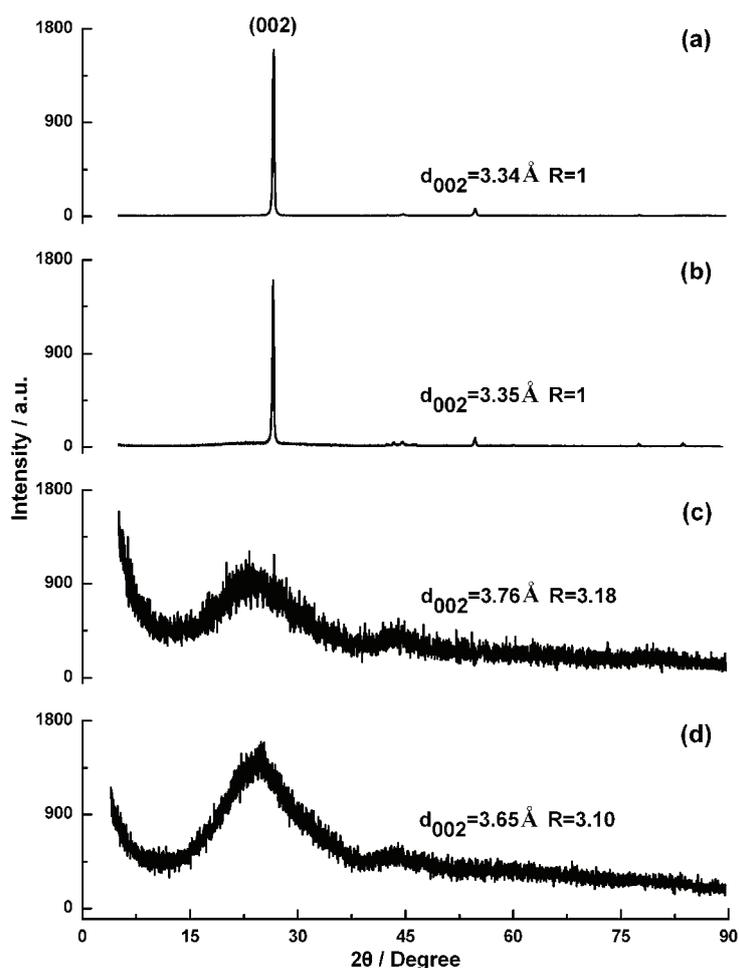 (002)
1800
(a)
900
d002=3.34Å R=1
0
1800
(b)
900
d002=3.35Å R=1
0
Intensity / a.u.
1800
(c)
900
d002=3.76Å R=3.18
0
1800
(d)
900
d002=3.65Å R=3.10
0
0 15 30 45 60 75 90
2θ / Degree